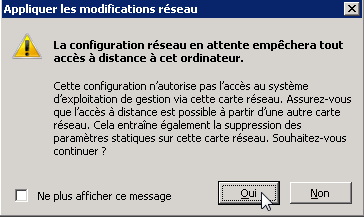 Appliquer les modifications réseau
La configuration réseau en attente empêchera tout
accès à distance à cet ordinateur.
Cette configuration n'autorise pas l'accès au système
d'exploitation de gestion via cette carte réseau. Assurez-vous
que l'accès à distance est possible à partir d'une autre carte
réseau. Cela entraîne également la suppression des
paramètres statiques sur cette carte réseau. Souhaitez-vous
continuer ?
Ne plus afficher ce message
Oui
Non